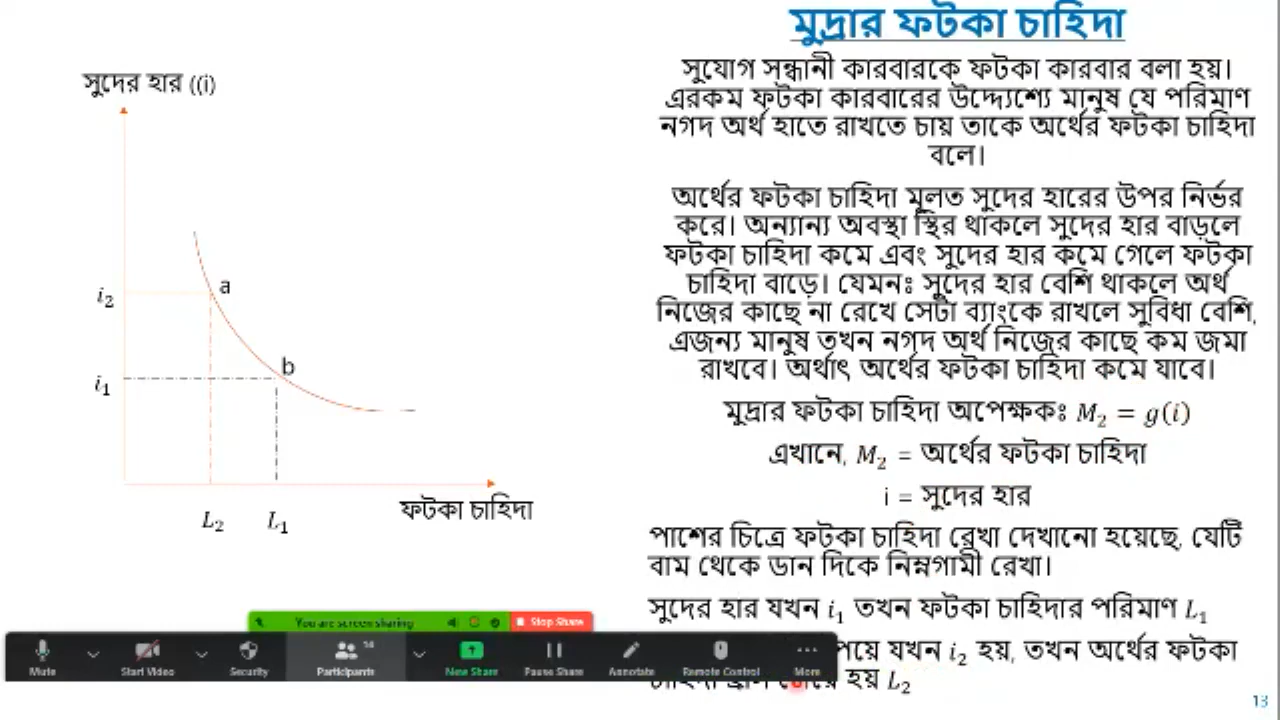 মুদ্রার ফটকা চাহিদা
সুদের হার ((i)
i₂
a
b
i₁
L₂
L₁
ফটকা চাহিদা
সুযোগ সন্ধানী কারবারকে ফটকা কারবার বলা হয়।
এরকম ফটকা কারবারের উদ্দ্যেশ্যে মানুষ যে পরিমাণ
নগদ অর্থ হাতে রাখতে চায় তাকে অর্থের ফটকা চাহিদা
বলে।
অর্থের ফটকা চাহিদা মূলত সুদের হারের উপর নির্ভর
করে। অন্যান্য অবস্থা স্থির থাকলে সুদের হার বাড়লে
ফটকা চাহিদা কমে এবং সুদের হার কমে গেলে ফটকা
চাহিদা বাড়ে। যেমনঃ সুদের হার বেশি থাকলে অর্থ
নিজের কাছে না রেখে সেটা ব্যাংকে রাখলে সুবিধা বেশি,
এজন্য মানুষ তখন নগদ অর্থ নিজের কাছে কম জমা
রাখবে। অর্থাৎ অর্থের ফটকা চাহিদা কমে যাবে।
মুদ্রার ফটকা চাহিদা অপেক্ষকঃ M₂ = g(i)
এখানে, M₂ = অর্থের ফটকা চাহিদা
i = সুদের হার
পাশের চিত্রে ফটকা চাহিদা রেখা দেখানো হয়েছে, যেটি
বাম থেকে ডান দিকে নিম্নগামী রেখা।
সুদের হার যখন i₁ তখন ফটকা চাহিদার পরিমাণ L₁
যখন i₂ হয়, তখন অর্থের ফটকা
হয় L₂
You are screen sharing
Stop Share
Mute
Start Video
Security
14
Participants
New Share
Pause Share
Annotate
Remote Control
More
13